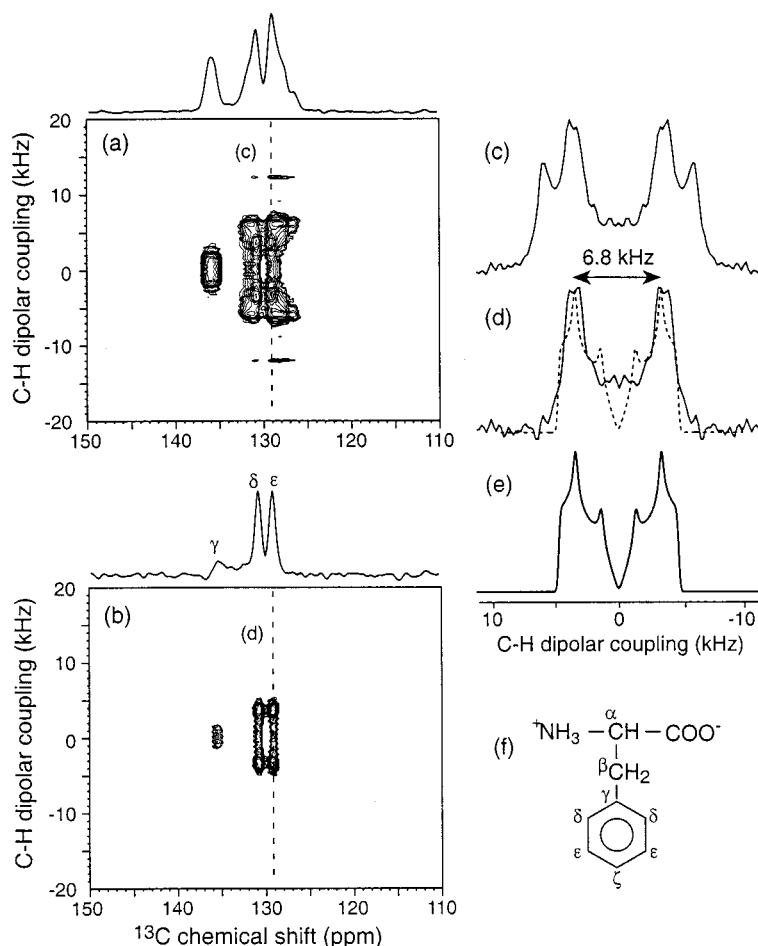 (a)
(c)
C-H dipolar coupling (kHz)
20
10
0
-10
-20
150
140
130
120
110
δ
ε
γ
(b)
(d)
C-H dipolar coupling (kHz)
20
10
0
-10
-20
150
140
130
120
110
¹³C chemical shift (ppm)
(c)
6.8 kHz
(d)
(e)
10
0
-10
C-H dipolar coupling (kHz)
(f)
α
⁺NH₃ — CH — COO⁻
β
CH₂
γ
δ
δ
ε
ε
ζ